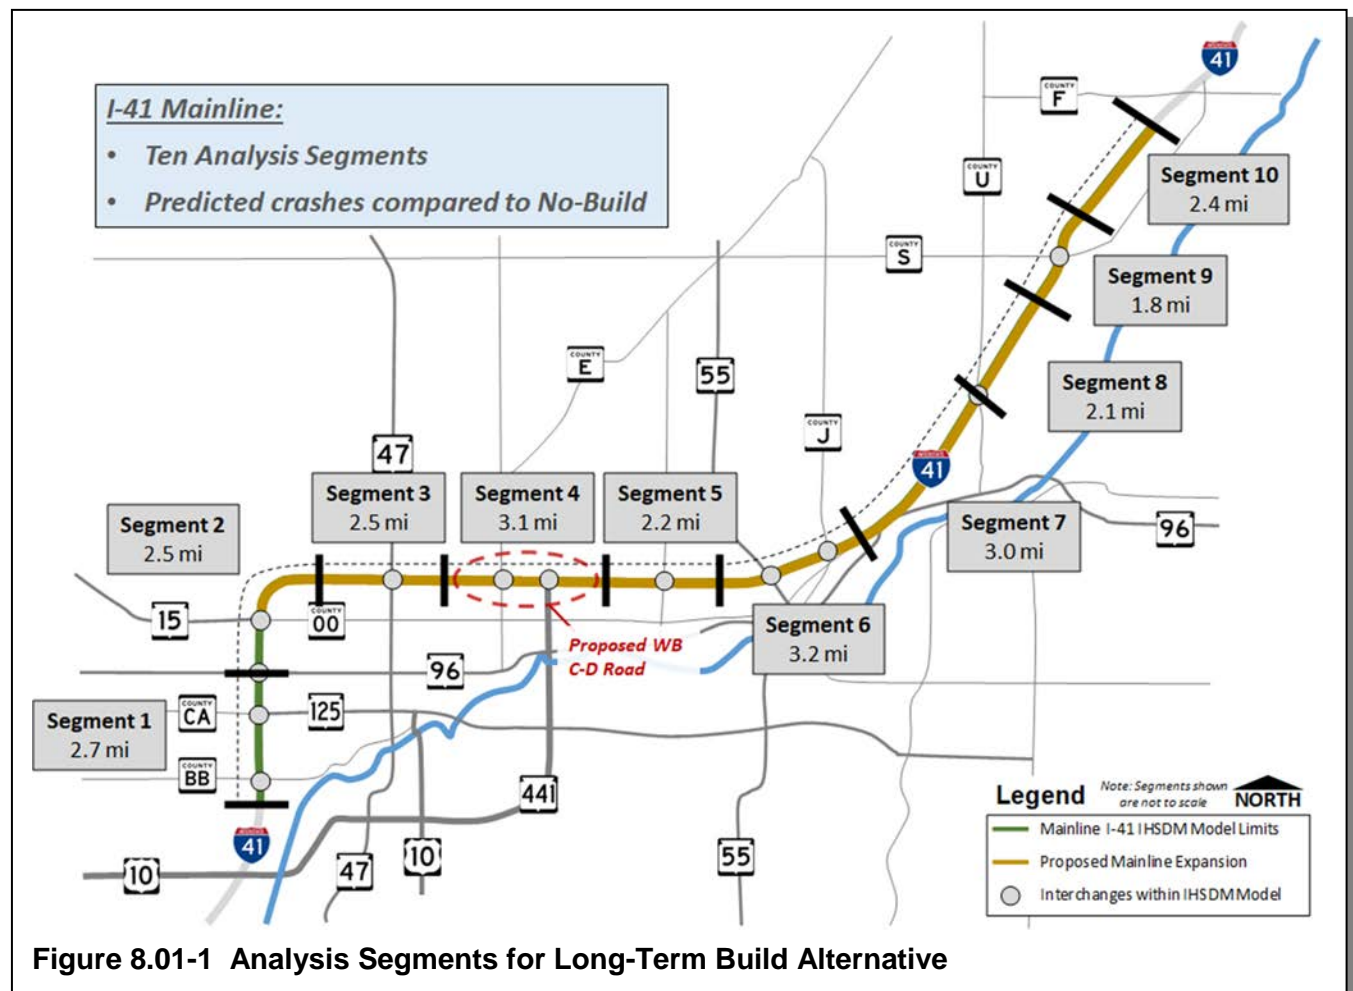 I-41 Mainline:
• Ten Analysis Segments
• Predicted crashes compared to No-Build
41
COUNTY
F
COUNTY
U
Segment 10
2.4 mi
COUNTY
S
Segment 9
1.8 mi
COUNTY
E
55
Segment 8
2.1 mi
COUNTY
J
47
41
Segment 3
2.5 mi
Segment 4
3.1 mi
Segment 5
2.2 mi
Segment 2
2.5 mi
Segment 7
3.0 mi
96
15
COUNTY
OO
Segment 6
3.2 mi
Proposed WB
C-D Road
96
COUNTY
CA
125
Segment 1
2.7 mi
COUNTY
BB
441
41
10
47
10
55
Legend
Note: Segments shown
are not to scale
NORTH
Mainline I-41 IHSDM Model Limits
Proposed Mainline Expansion
Interchanges within IHSDM Model
Figure 8.01-1 Analysis Segments for Long-Term Build Alternative